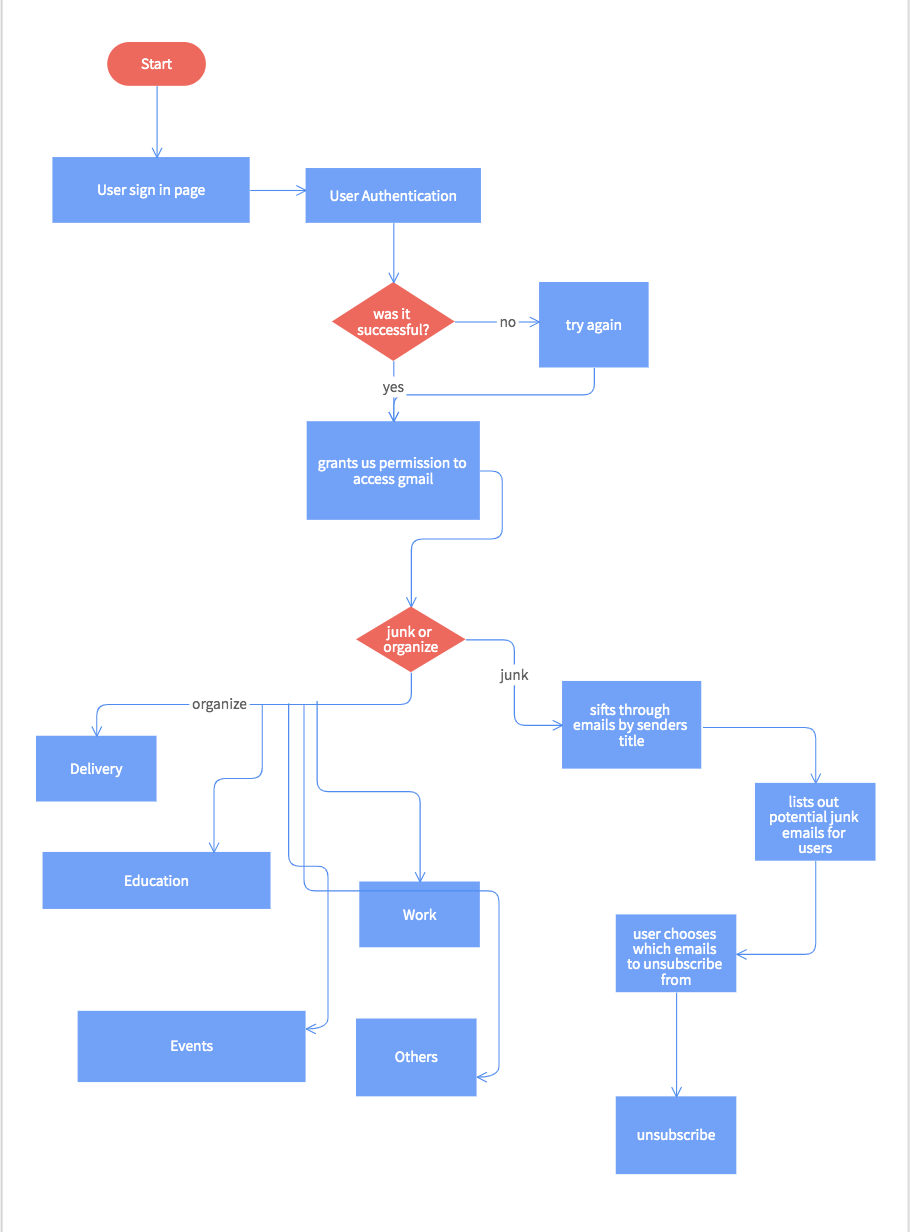 Start
User sign in page
User Authentication
was it
successful?
no
try again
yes
grants us permission to
access gmail
junk or
organize
junk
organize
sifts through
emails by senders
title
Delivery
lists out
potential junk
emails for
users
Education
Work
user chooses
which emails
to unsubscribe
from
Events
Others
unsubscribe